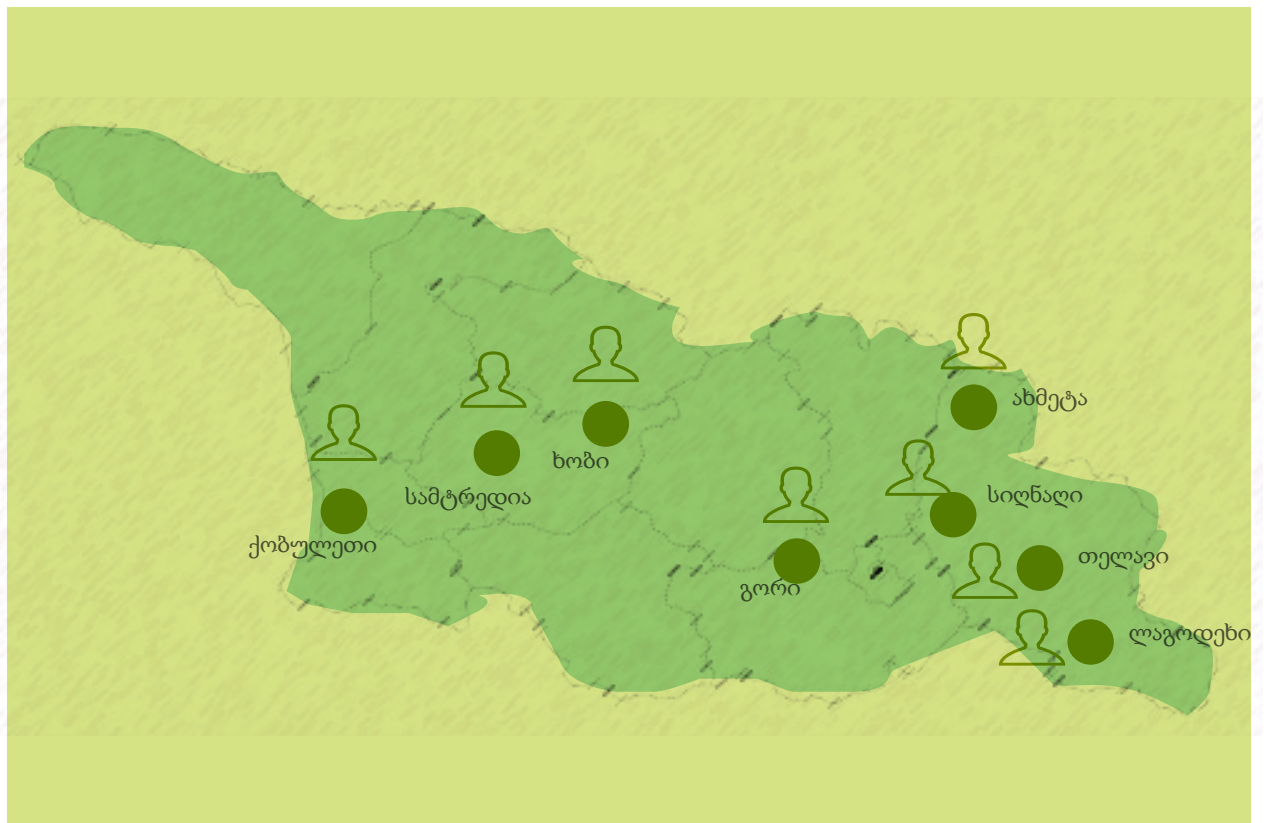 ახმეტა
ხობი
სიღნაღი
სამტრედია
ქობულეთი
თელავი
გორი
ლაგოდეხი